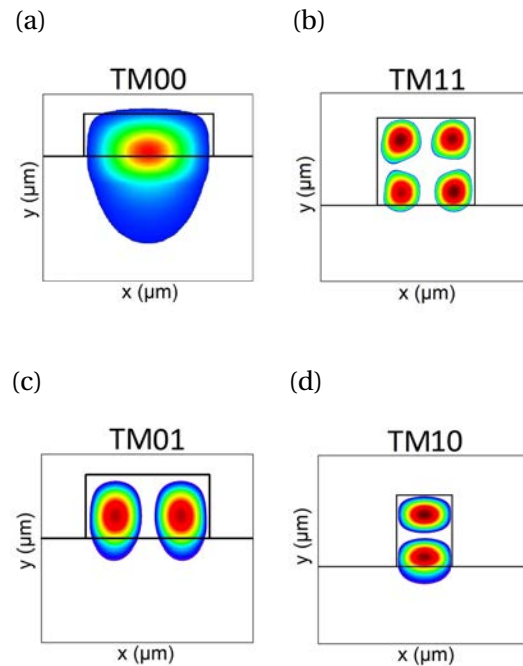 (a)
TM00
y (µm)
x (µm)
(b)
TM11
y (µm)
x (µm)
(c)
TM01
y (µm)
x (µm)
(d)
TM10
y (µm)
x (µm)